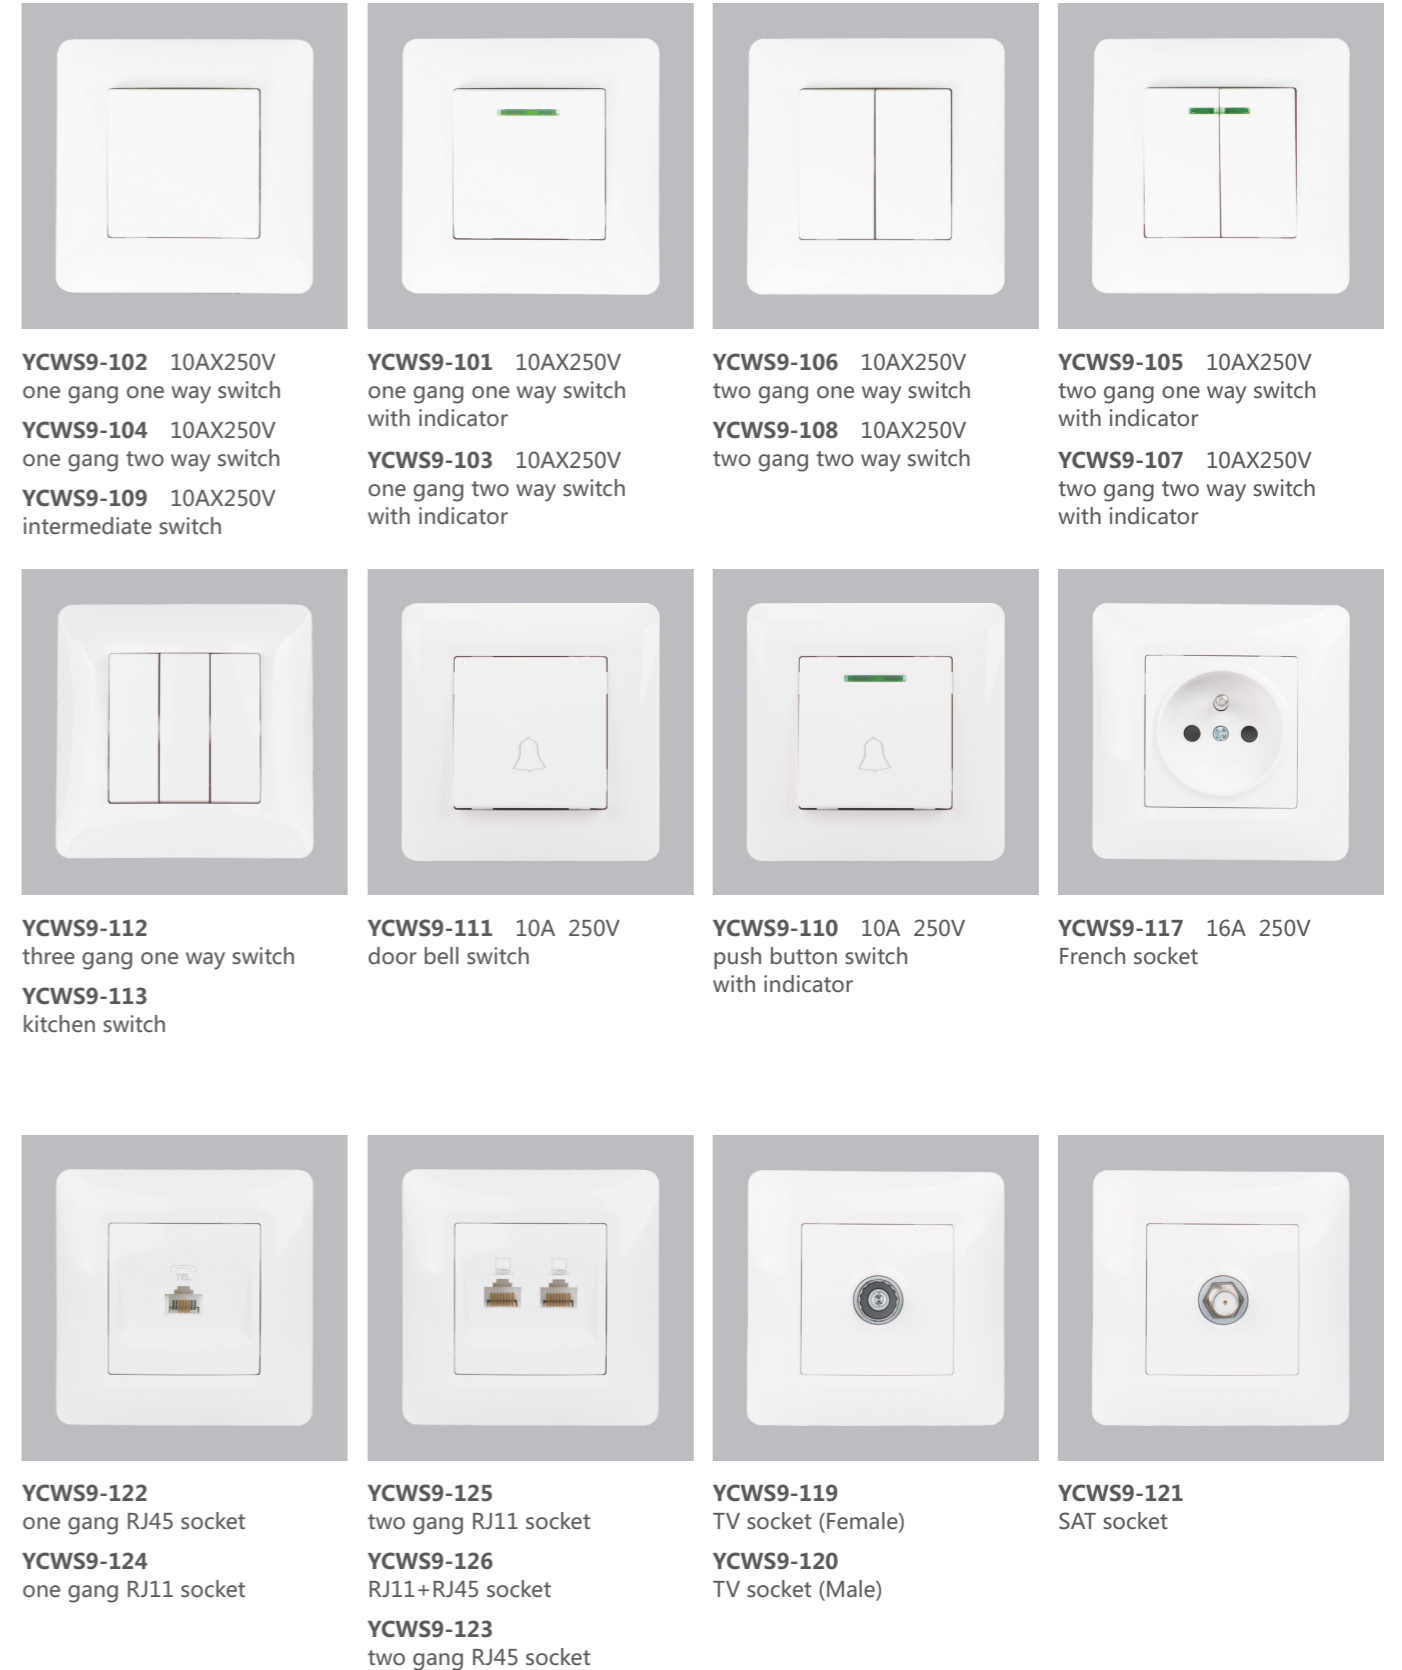 YCWS9-102 10AX250V
one gang one way switch
YCWS9-104 10AX250V
one gang two way switch
YCWS9-109 10AX250V
intermediate switch
YCWS9-101 10AX250V
one gang one way switch
with indicator
YCWS9-103 10AX250V
one gang two way switch
with indicator
YCWS9-106 10AX250V
two gang one way switch
YCWS9-108 10AX250V
two gang two way switch
YCWS9-105 10AX250V
two gang one way switch
with indicator
YCWS9-107 10AX250V
two gang two way switch
with indicator
YCWS9-112
three gang one way switch
YCWS9-113
kitchen switch
YCWS9-111 10A 250V
door bell switch
YCWS9-110 10A 250V
push button switch
with indicator
YCWS9-117 16A 250V
French socket
TEL
YCWS9-122
one gang RJ45 socket
YCWS9-124
one gang RJ11 socket
YCWS9-125
two gang RJ11 socket
YCWS9-126
RJ11+RJ45 socket
YCWS9-123
two gang RJ45 socket
YCWS9-119
TV socket (Female)
YCWS9-120
TV socket (Male)
YCWS9-121
SAT socket